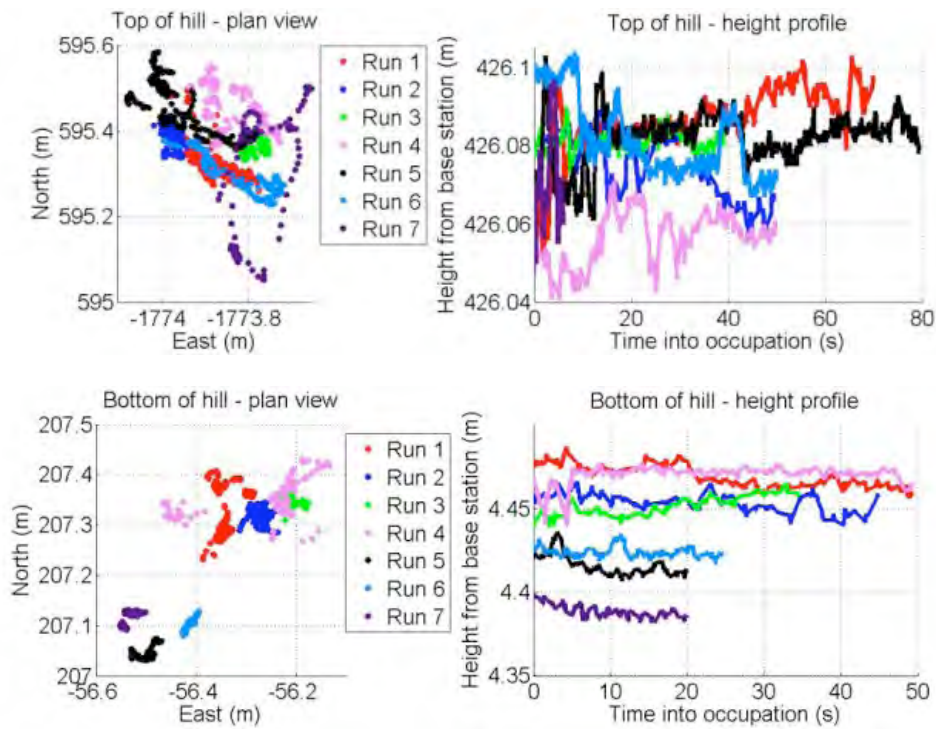 Top of hill - plan view
595.6
595.4
595.2
595
North (m)
-1774
-1773.8
East (m)
Run 1
Run 2
Run 3
Run 4
Run 5
Run 6
Run 7
Top of hill - height profile
426.1
426.08
426.06
426.04
Height from base station (m)
0
20
40
60
80
Time into occupation (s)
Bottom of hill - plan view
207.5
207.4
207.3
207.2
207.1
207
North (m)
-56.6
-56.4
-56.2
East (m)
Run 1
Run 2
Run 3
Run 4
Run 5
Run 6
Run 7
Bottom of hill - height profile
4.45
4.4
4.35
Height from base station (m)
0
10
20
30
40
50
Time into occupation (s)